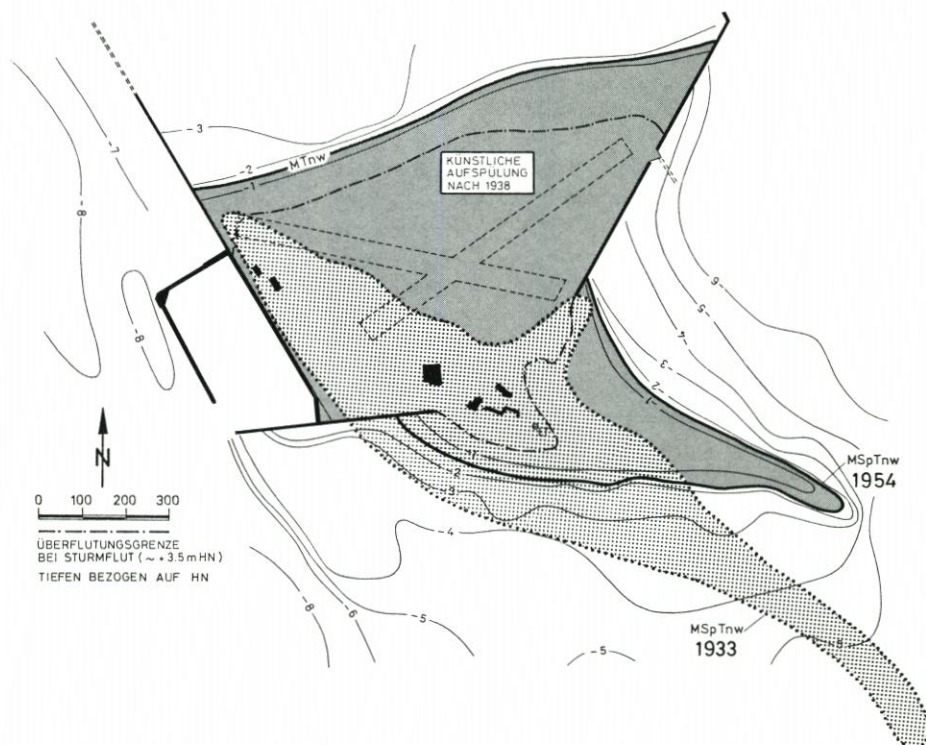 -3
-7
-8
-2
MTnw
-1
KÜNSTLICHE
AUFSPÜLUNG
NACH 1938
-6
-5
-4
-3
-2
-1
-8
N
0 100 200 300
ÜBERFLUTUNGSGRENZE
BEI STURMFLUT (~ +3.5 m HN)
TIEFEN BEZOGEN AUF HN
-1
-2
-3
-4
MSpTnw
1954
-8
-6
-5
MSpTnw
1933
-5